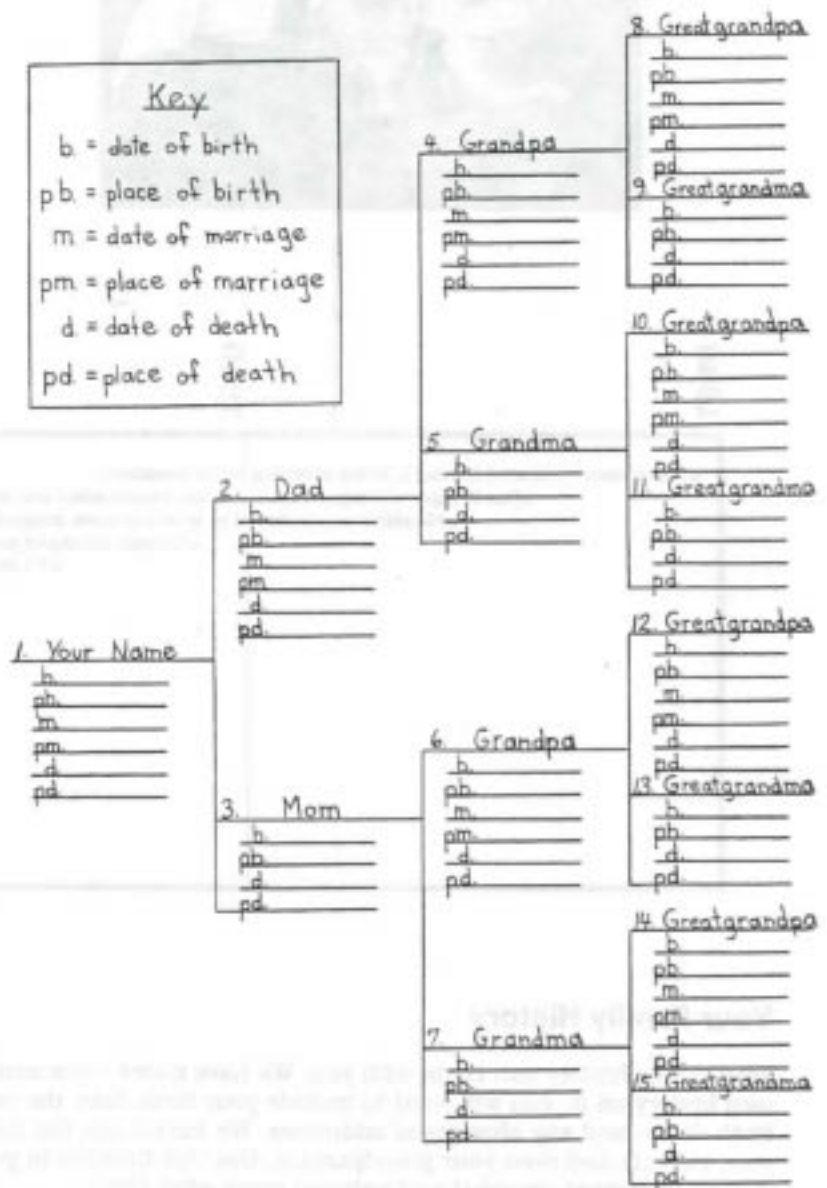 Key
b. = date of birth
pb. = place of birth
m = date of marriage
pm = place of marriage
d. = date of death
pd. = place of death
1. Your Name
b.
pb.
m.
pm.
d.
pd.
2. Dad
b.
pb.
m.
pm.
d.
pd.
3. Mom
b.
pb.
d.
pd.
4. Grandpa
b.
pb.
m.
pm.
d.
pd.
5. Grandma
b.
pb.
d.
pd.
6. Grandpa
b.
pb.
m.
pm.
d.
pd.
7. Grandma
b.
pb.
d.
pd.
8. Greatgrandpa
b.
pb.
m.
pm.
d.
pd.
9. Greatgrandma
b.
pb.
d.
pd.
10. Greatgrandpa
b.
pb.
m.
pm.
d.
pd.
11. Greatgrandma
b.
pb.
d.
pd.
12. Greatgrandpa
b.
pb.
m.
pm.
d.
pd.
13. Greatgrandma
b.
pb.
d.
pd.
14. Greatgrandpa
b.
pb.
m.
pm.
d.
pd.
15. Greatgrandma
b.
pb.
d.
pd.
Your Family History